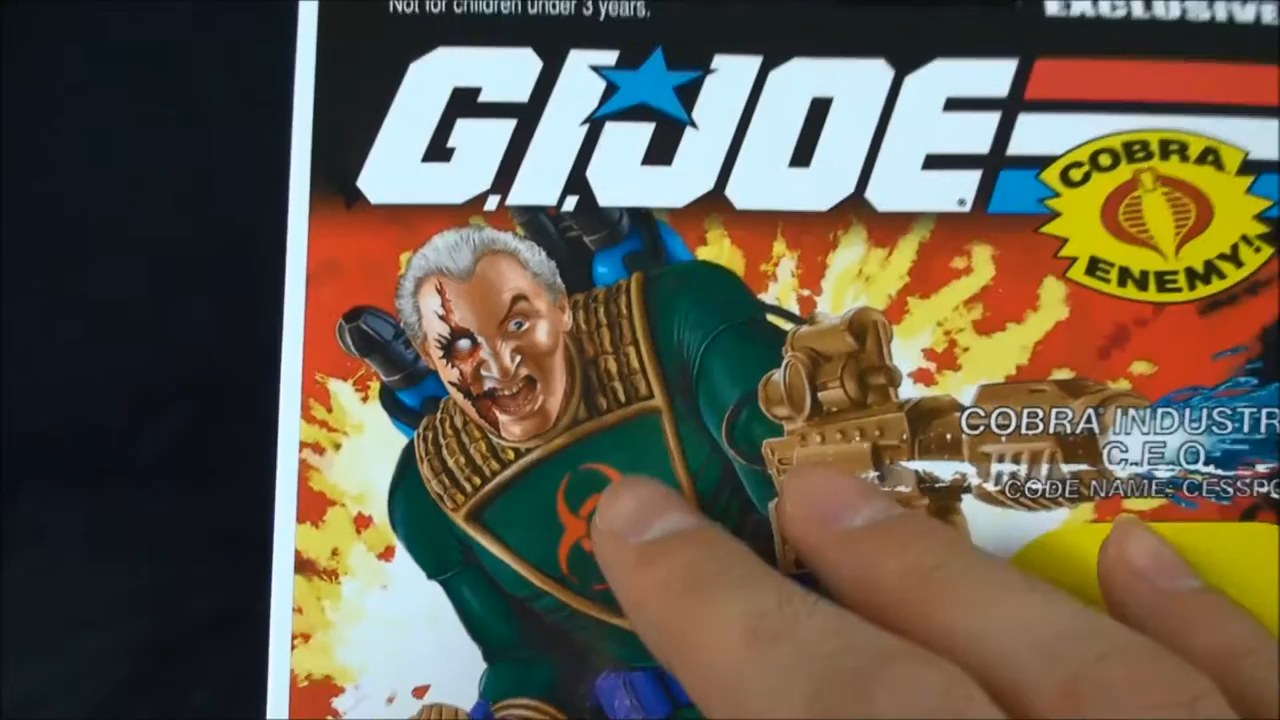 Not for children under 3 years.
EXCLUSIVE
G.I. JOE
COBRA
ENEMY!
COBRA INDUSTR
C.E.O.
CODE NAME: CESSPO